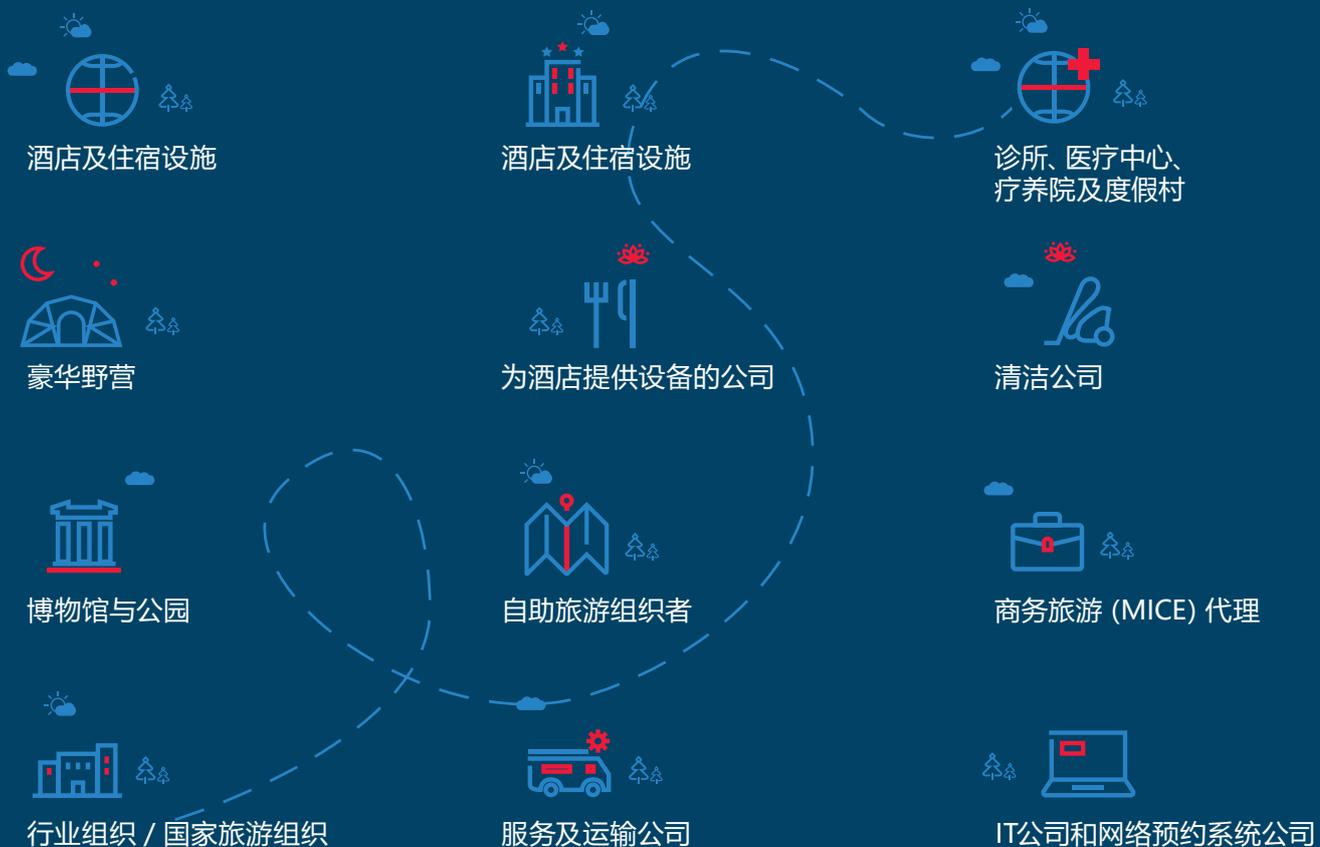 酒店及住宿设施
酒店及住宿设施
诊所、医疗中心、
疗养院及度假村
豪华野营
为酒店提供设备的公司
清洁公司
博物馆与公园
自助旅游组织者
商务旅游 (MICE) 代理
行业组织 / 国家旅游组织
服务及运输公司
IT公司和网络预约系统公司